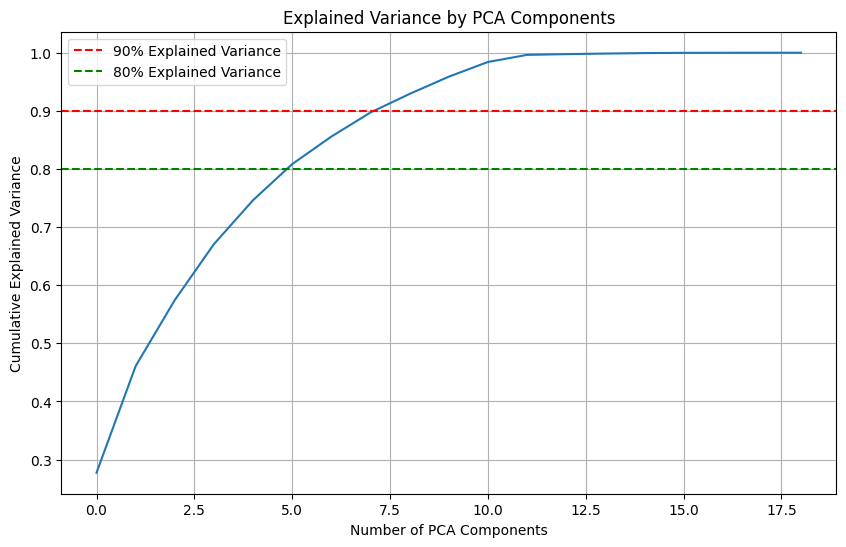 Explained Variance by PCA Components
90% Explained Variance
80% Explained Variance
Cumulative Explained Variance
1.0
0.9
0.8
0.7
0.6
0.5
0.4
0.3
0.0 2.5 5.0 7.5 10.0 12.5 15.0 17.5
Number of PCA Components